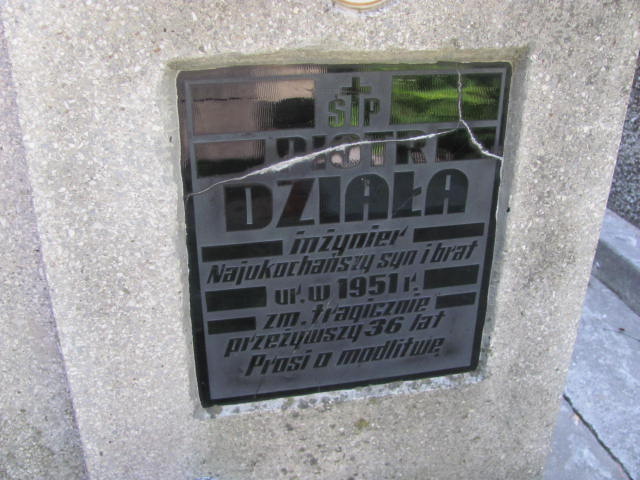 ŚP
PIOTR
DZIAŁA
inżynier
Najukochańszy syn i brat
ur. w 1951 r.
zm. tragicznie
przeżywszy 36 lat
Prosi o modlitwę